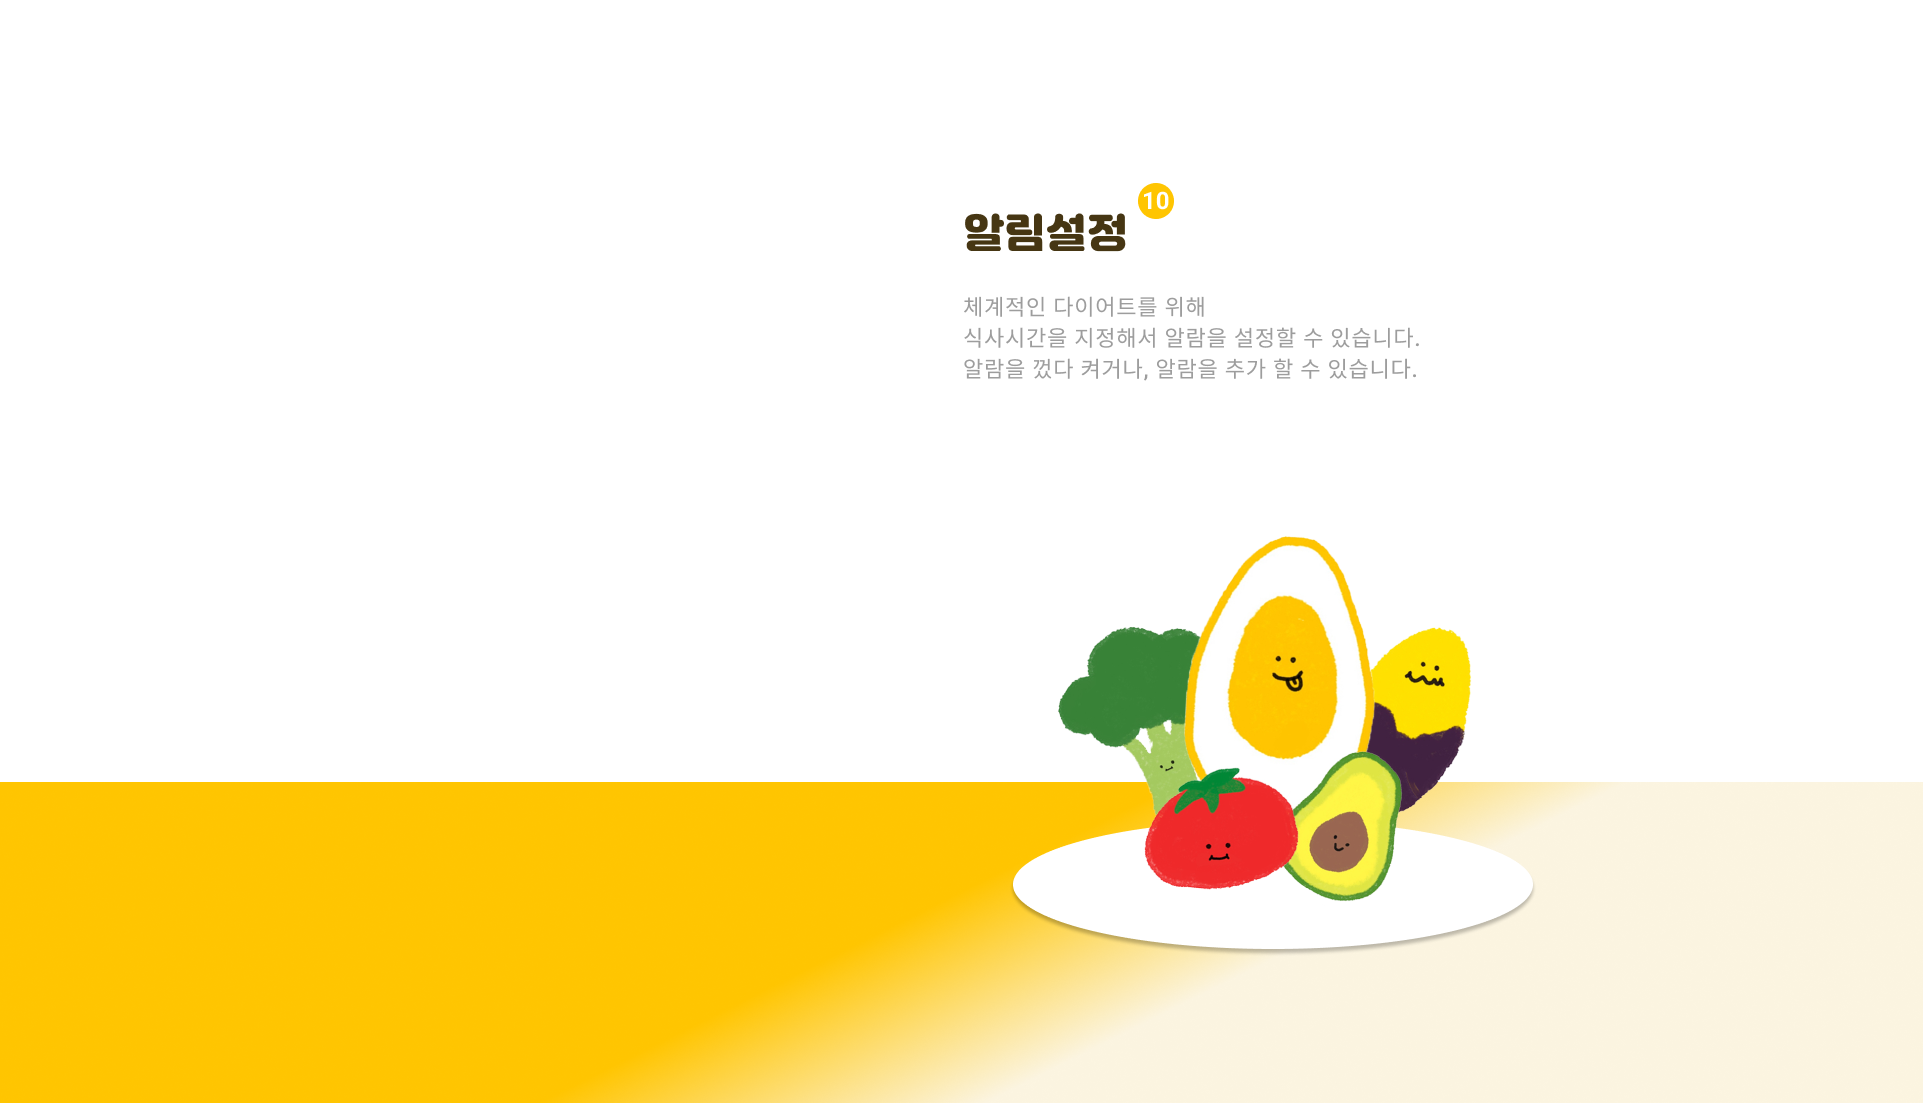 알림설정
10
체계적인 다이어트를 위해
식사시간을 지정해서 알람을 설정할 수 있습니다.
알람을 껐다 켜거나, 알람을 추가 할 수 있습니다.